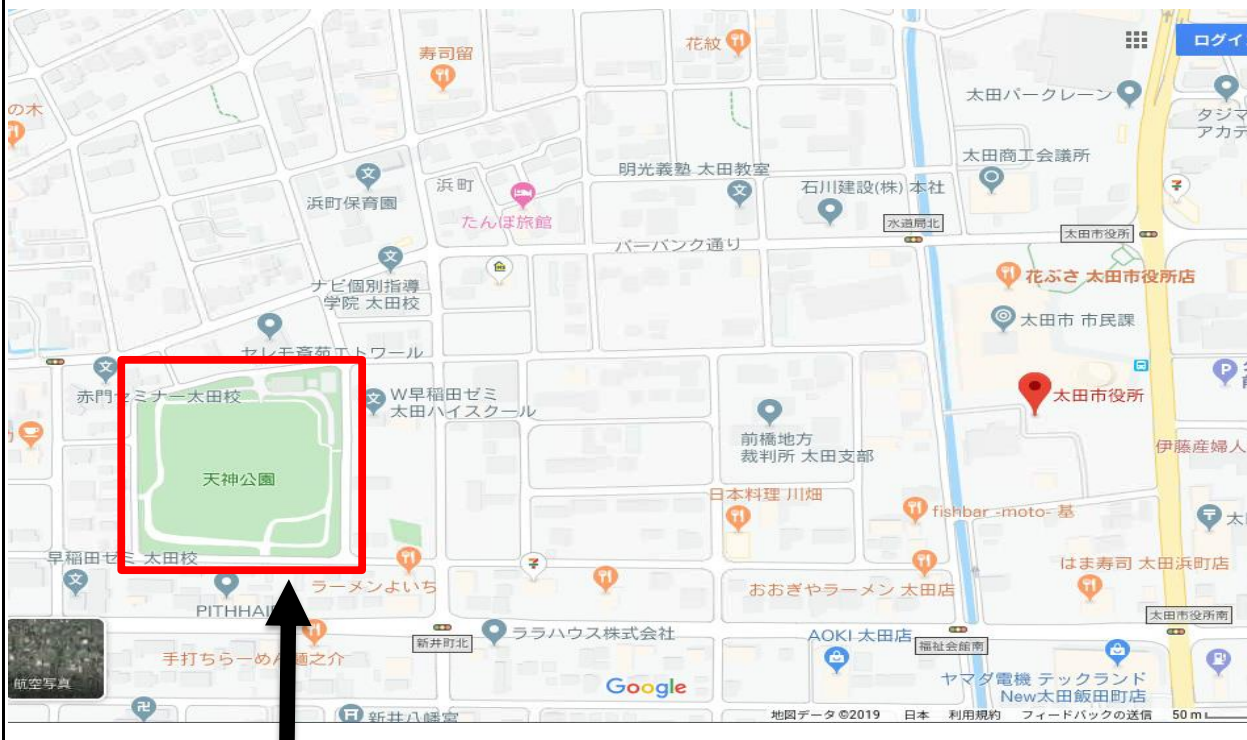 花紋
ログイ
寿司留
太田パークレーン
タジマ
アカデ
の木
太田商工会議所
明光義塾 太田教室
浜町
石川建設(株) 本社
浜町保育園
たんぽ旅館
水道局北
太田市役所
バーバンク通り
花ぶさ 太田市役所店
ナビ個別指導
学院 太田校
太田市 市民課
セレモ斎苑エトワール
P
赤門セミナー太田校
W早稲田ゼミ
太田ハイスクール
太田市役所
前橋地方
裁判所 太田支部
伊藤産婦人
天神公園
日本料理 川畑
fishbar -moto- 基
太
早稲田ゼミ 太田校
はま寿司 太田浜町店
ラーメンよいち
おおぎやラーメン 太田店
PITHHAI
太田市役所南
新井町北
ララハウス株式会社
AOKI 太田店
福祉会館南
手打ちらーめん麺之介
ヤマダ電機 テックランド
New太田飯田町店
航空写真
Google
新井八幡宮
地図データ ©2019 日本 利用規約 フィードバックの送信 50 m